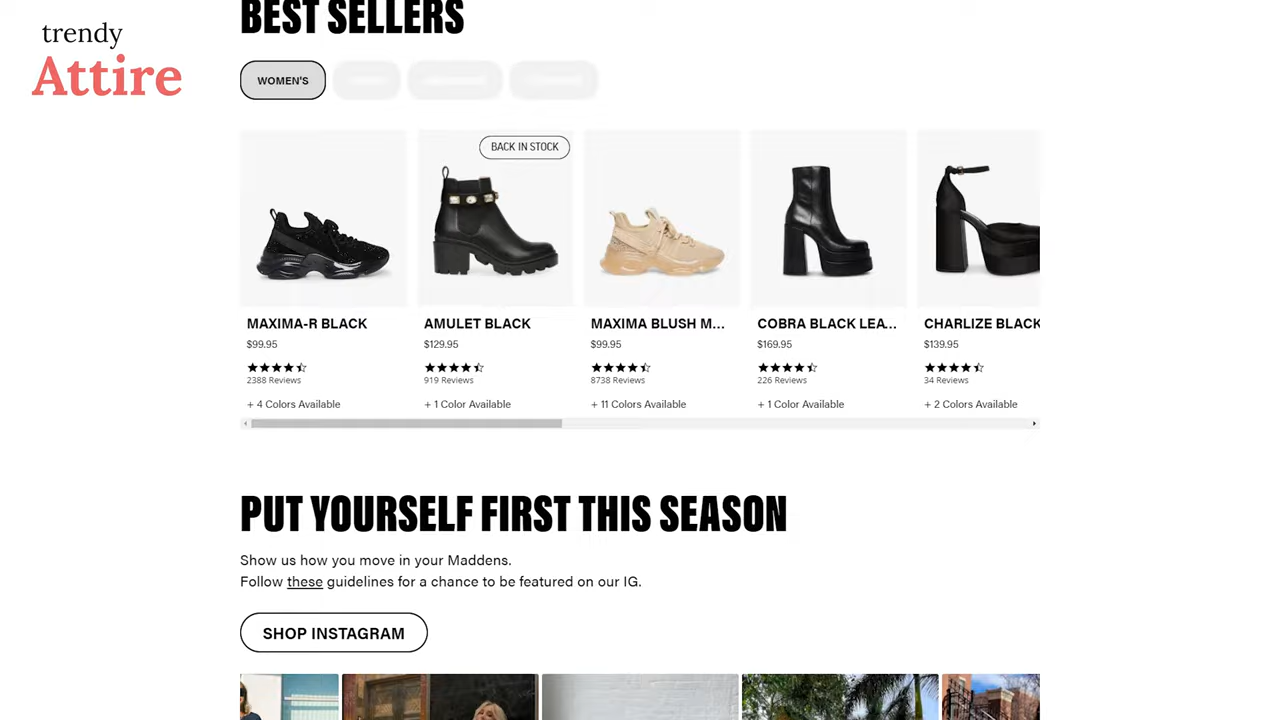 trendy
Attire
BEST SELLERS
WOMEN'S
BACK IN STOCK
MAXIMA-R BLACK
$99.95
2388 Reviews
+ 4 Colors Available
AMULET BLACK
$129.95
919 Reviews
+ 1 Color Available
MAXIMA BLUSH M...
$99.95
8738 Reviews
+ 11 Colors Available
COBRA BLACK LEA...
$169.95
226 Reviews
+ 1 Color Available
CHARLIZE BLACK
$139.95
34 Reviews
+ 2 Colors Available
PUT YOURSELF FIRST THIS SEASON
Show us how you move in your Maddens.
Follow these guidelines for a chance to be featured on our IG.
SHOP INSTAGRAM